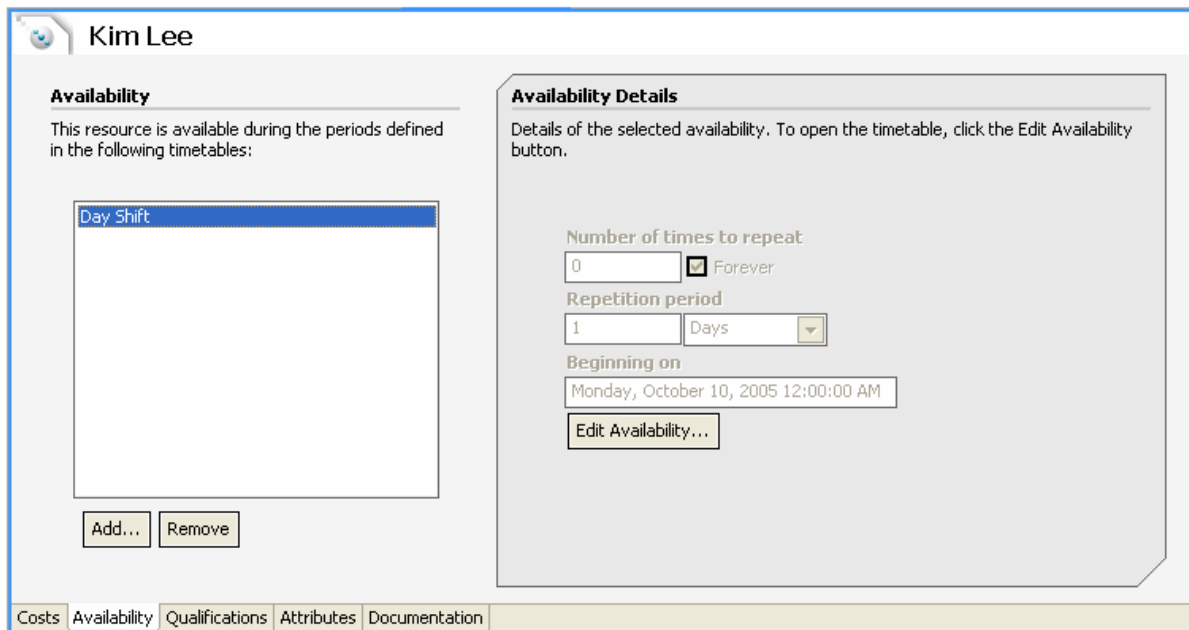 Kim Lee
Availability
This resource is available during the periods defined
in the following timetables:
Day Shift
Add...
Remove
Availability Details
Details of the selected availability. To open the timetable, click the Edit Availability
button.
Number of times to repeat
0
Forever
Repetition period
1
Days
Beginning on
Monday, October 10, 2005 12:00:00 AM
Edit Availability...
Costs Availability Qualifications Attributes Documentation